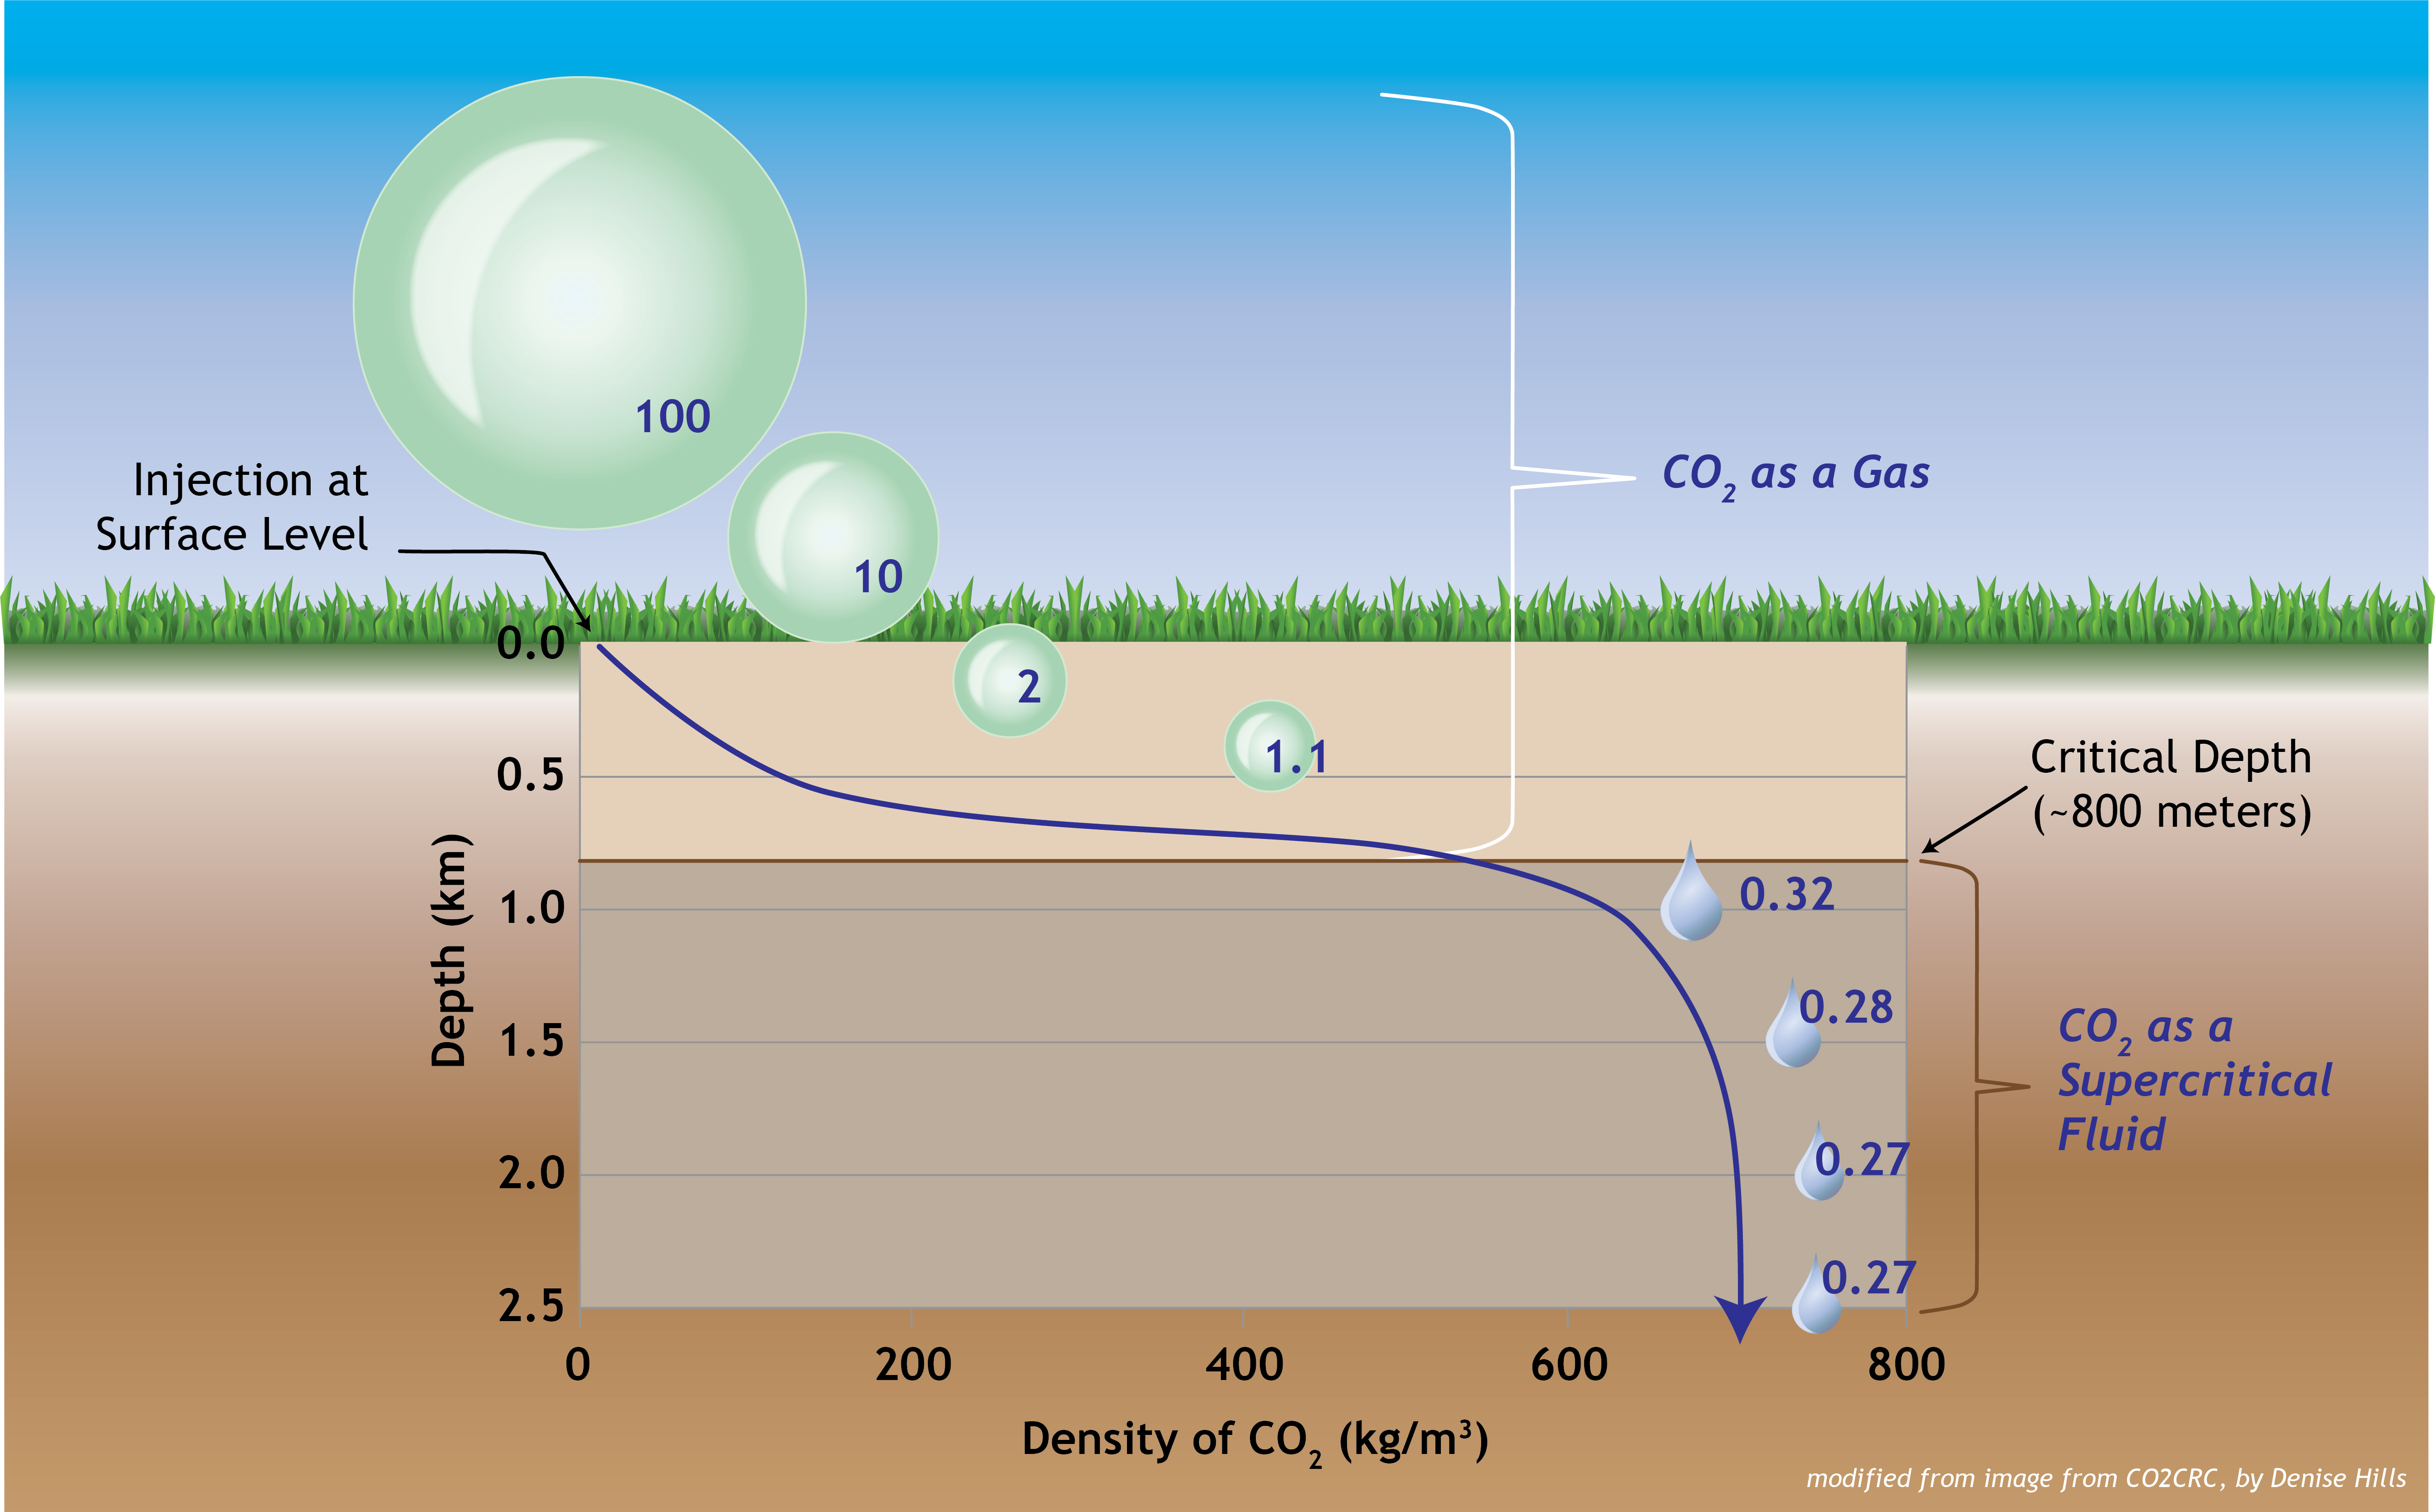 100
10
Injection at
Surface Level
CO₂ as a Gas
2
1.1
Critical Depth
(~800 meters)
0.32
0.28
0.27
0.27
CO₂ as a
Supercritical
Fluid
Depth (km)
0.0
0.5
1.0
1.5
2.0
2.5
0 200 400 600 800
Density of CO₂ (kg/m³)
modified from image from CO2CRC, by Denise Hills